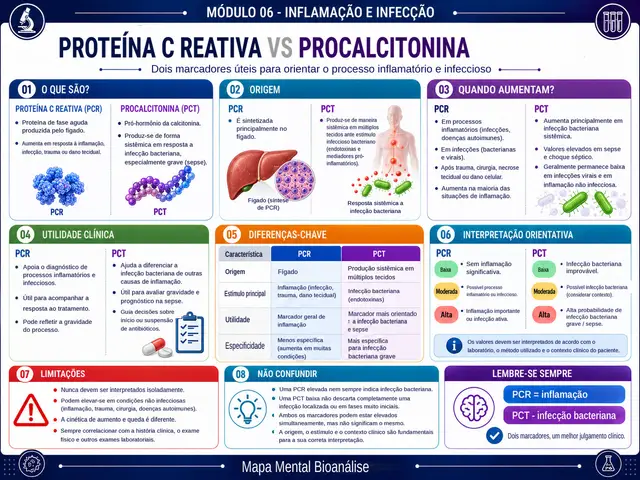 MÓDULO 06 - INFLAMAÇÃO E INFECÇÃO
PROTEÍNA C REATIVA VS PROCALCITONINA
Dois marcadores úteis para orientar o processo inflamatório e infeccioso
01 O QUE SÃO?
PROTEÍNA C REATIVA (PCR)
Proteina de fase aguda
produzida pelo fígado.
Aumenta em resposta à inflamação,
infecção, trauma ou dano tecidual.
PCR
PROCALCITONINA (PCT)
Pró-hormônio da calcitonina.
Produz-se de forma
sistêmica em resposta a
infecção bacteriana,
especialmente grave (sepse).
PCT
02 ORIGEM
PCR
É sintetizada
principalmente no
fígado.
Fígado (síntese
de PCR)
PCT
Produz-se de maneira
sistêmica em múltiplos
tecidos ante estímulo
infeccioso bacteriano
(endotoxinas e
mediadores pró-
inflamatórios).
Resposta sistêmica a
infecção bacteriana
03 QUANDO AUMENTAM?
PCR
Em processos
inflamatórios (infecções,
doenças autoimunes).
Em infecções (bacterianas
e virais).
Após trauma, cirurgia, necrose
tecidual ou dano celular.
Aumenta na maioria das
situações de inflamação.
PCT
Aumenta principalmente
em infecção bacteriana
sistêmica.
Valores elevados em sepse
e choque séptico.
Geralmente permanece baixa
em infecções virais e em
inflamação não infecciosa.
04 UTILIDADE CLÍNICA
PCR
Apoia o diagnóstico de
processos inflamatórios e
infecciosos.
Útil para acompanhar a
resposta ao tratamento.
Pode refletir a gravidade
do processo.
PCT
Ajuda a diferenciar a
infecção bacteriana de outras
causas de inflamação.
Útil para avaliar gravidade e
prognóstico na sepse.
Guia decisões sobre
início ou suspensão
de antibióticos.
05 DIFERENÇAS-CHAVE
Característica PCR PCT
Origem Fígado Produção sistêmica em
múltiplos tecidos
Estímulo principal Inflamação (infecção,
trauma, dano tecidual) Infecção bacteriana
(endotoxinas)
Utilidade Marcador geral de
inflamação Marcador mais orientado
a infecção bacteriana
e sepse
Especificidade Menos específica
(aumenta em muitas
condições) Mais específica
para infecção
bacteriana grave
06 INTERPRETAÇÃO ORIENTATIVA
PCR
Baixa Sem inflamação
significativa.
Moderada Possível processo
inflamatório ou infeccioso.
Alta Inflamação importante
ou infecção ativa.
PCT
Baixa Infecção bacteriana
improvável.
Moderada Possível infecção bacteriana
(considerar contexto).
Alta Alta probabilidade de
infecção bacteriana
grave / sepse.
Os valores devem ser interpretados de acordo com o
laboratório, o método utilizado e o contexto clínico do paciente.
07 LIMITAÇÕES
Nunca devem ser interpretados isoladamente.
Podem elevar-se em condições não infecciosas
(inflamação, trauma, cirurgia, doenças autoimunes).
A cinética de aumento e queda é diferente.
Sempre correlacionar com a história clínica, o exame
físico e outros exames laboratoriais.
08 NÃO CONFUNDIR
Uma PCR elevada nem sempre indica infecção bacteriana.
Uma PCT baixa não descarta completamente uma
infecção localizada ou em fases muito iniciais.
Ambos os marcadores podem estar elevados
simultaneamente, mas não significam o mesmo.
A origem, o estímulo e o contexto clínico são fundamentais
para a sua correta interpretação.
LEMBRE-SE SEMPRE
PCR = inflamação
PCT - infecção bacteriana
Dois marcadores, um melhor julgamento clínico.
Mapa Mental Bioanálise